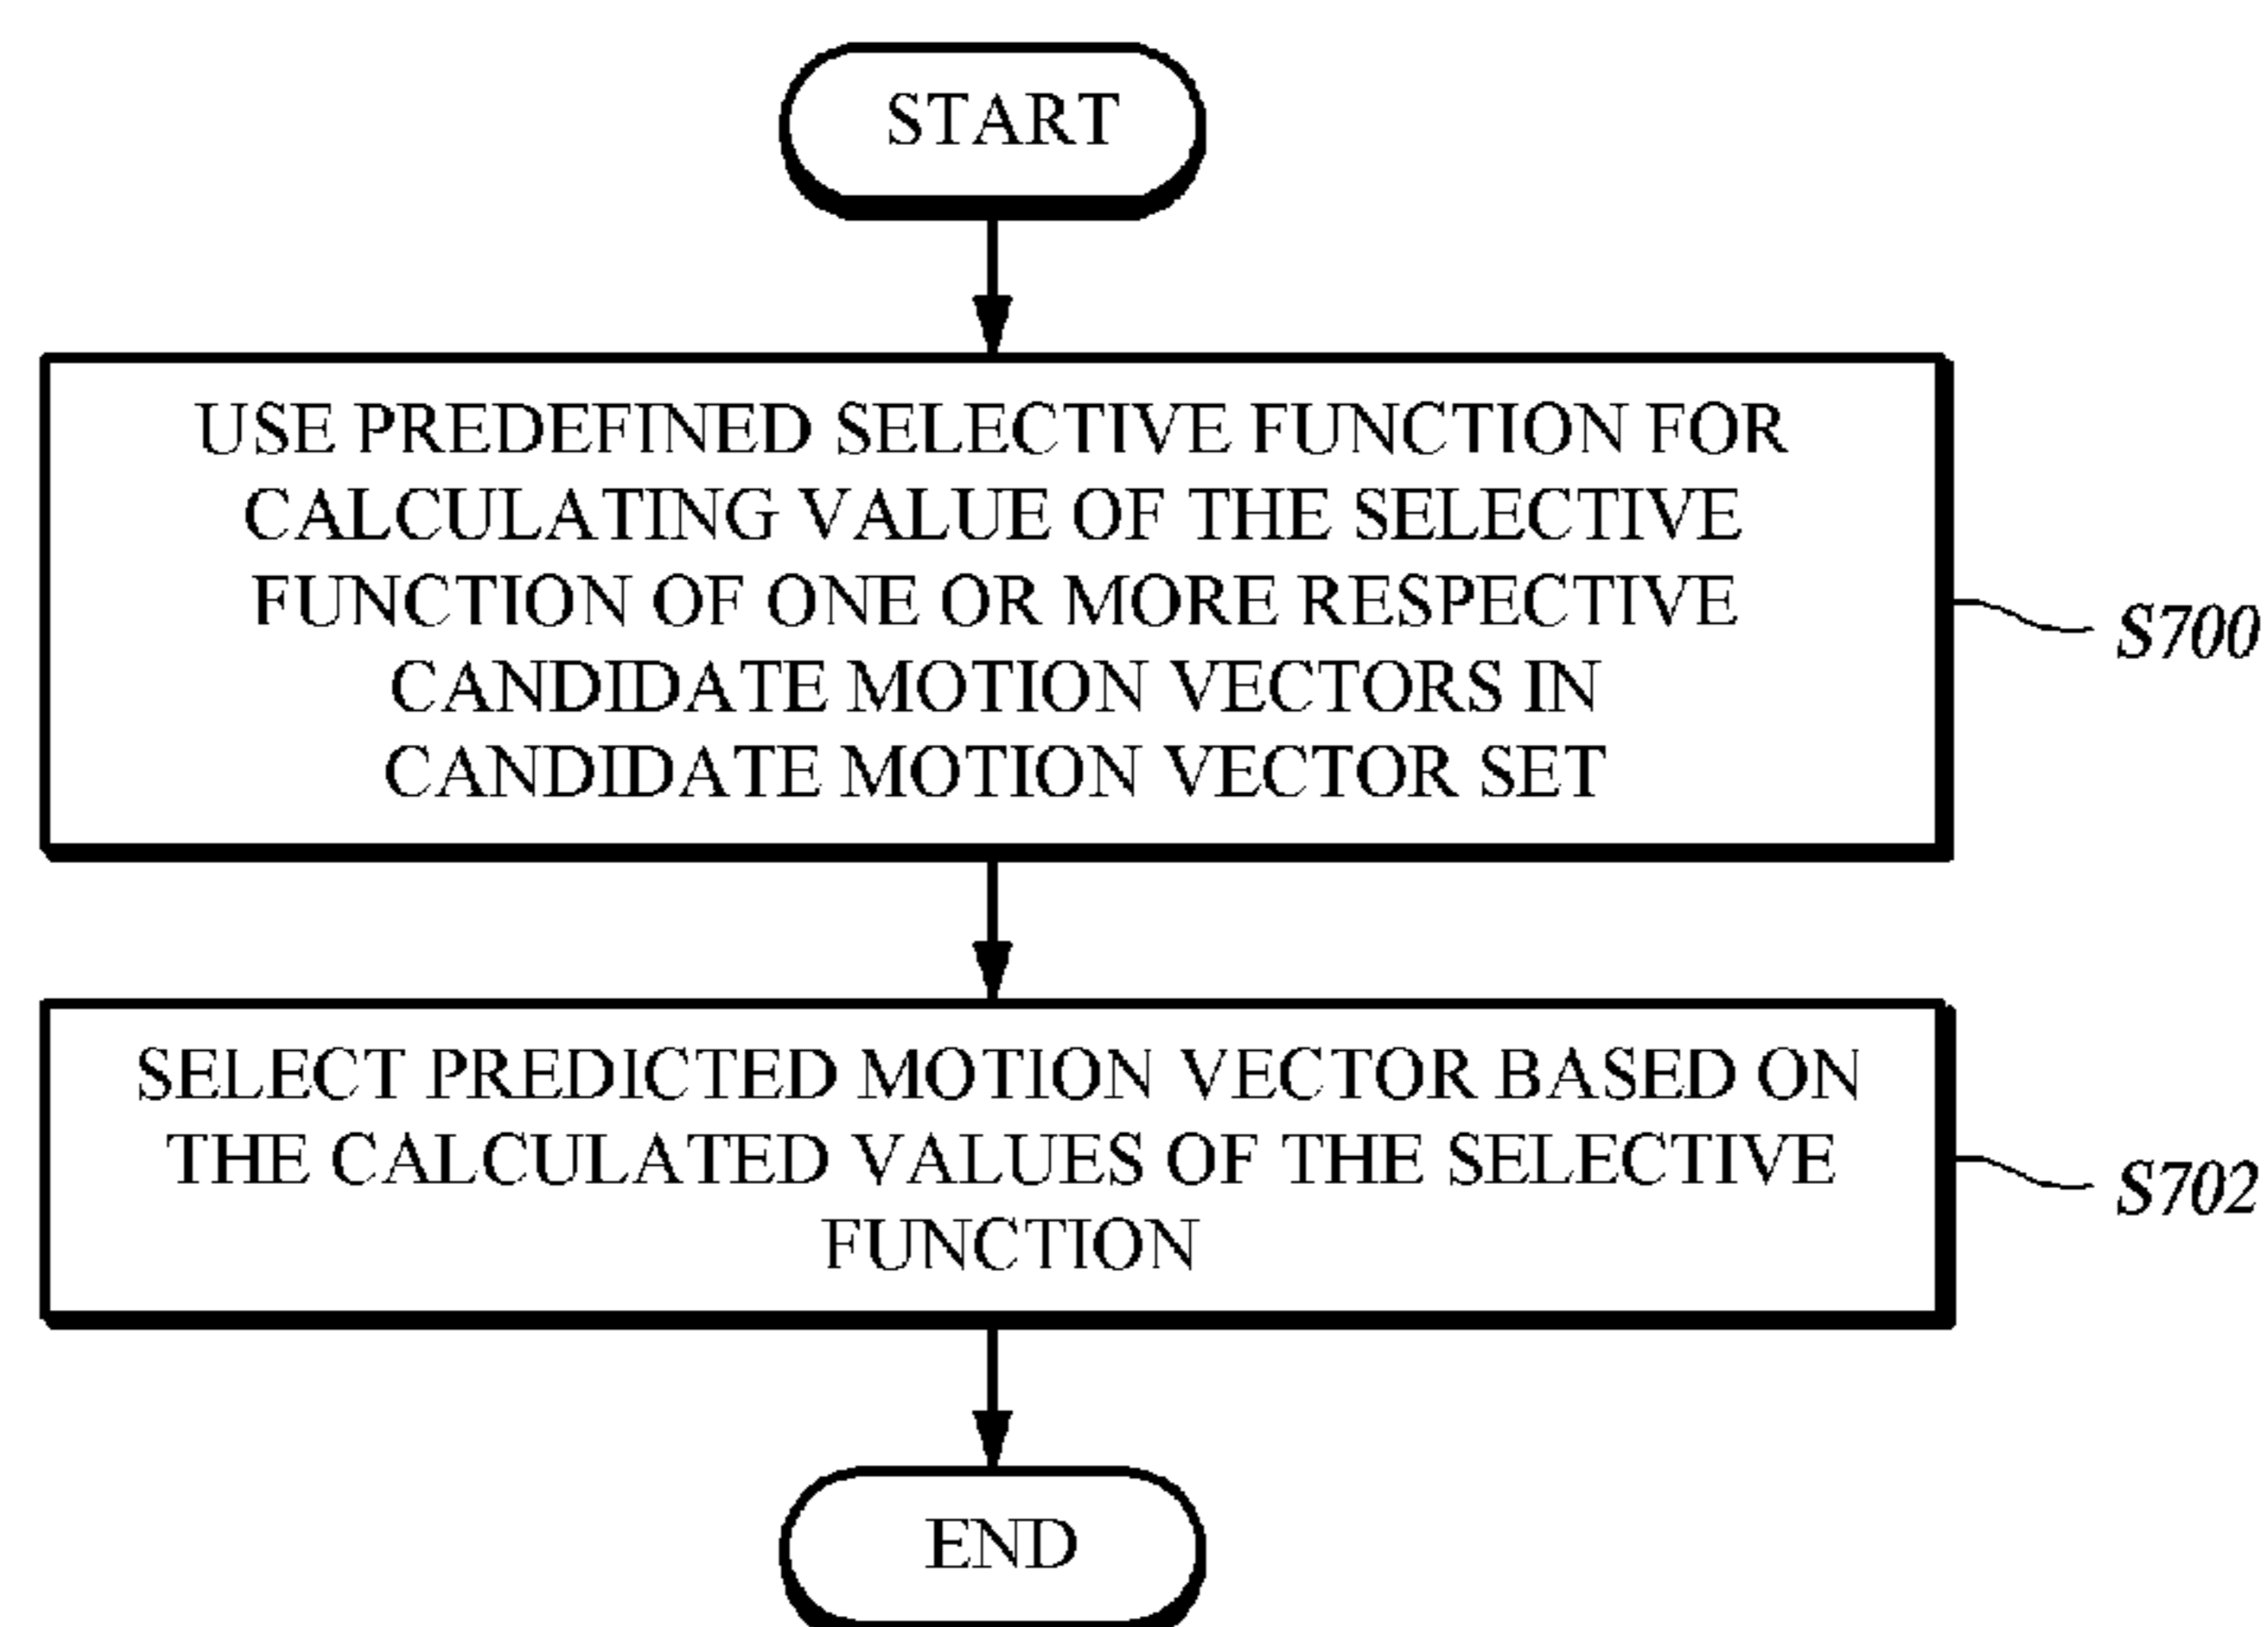 START
USE PREDEFINED SELECTIVE FUNCTION FOR
CALCULATING VALUE OF THE SELECTIVE
FUNCTION OF ONE OR MORE RESPECTIVE
CANDIDATE MOTION VECTORS IN
CANDIDATE MOTION VECTOR SET
S700
SELECT PREDICTED MOTION VECTOR BASED ON
THE CALCULATED VALUES OF THE SELECTIVE
FUNCTION
S702
END